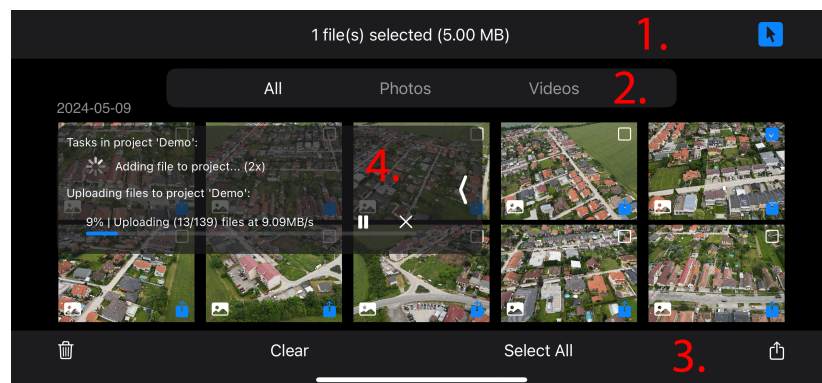 1 file(s) selected (5.00 MB)
1.
All Photos Videos
2.
2024-05-09
Tasks in project 'Demo':
Adding file to project... (2x)
4.
Uploading files to project 'Demo':
9% | Uploading (13/139) files at 9.09MB/s
Clear Select All
3.